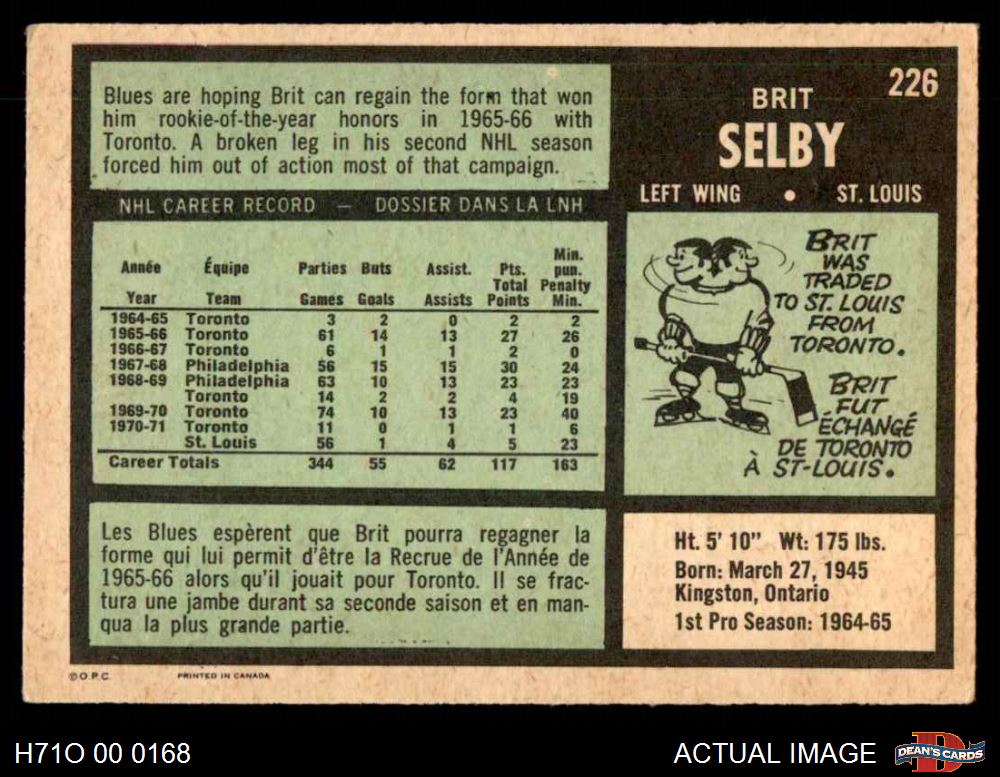 226
BRIT
SELBY
LEFT WING • ST. LOUIS
Blues are hoping Brit can regain the form that won
him rookie-of-the-year honors in 1965-66 with
Toronto. A broken leg in his second NHL season
forced him out of action most of that campaign.
NHL CAREER RECORD — DOSSIER DANS LA LNH
Année Équipe Parties Buts Assist. Pts. Min. pun.
Year Team Games Goals Assists Total Points Penalty Min.
1964-65 Toronto 3 2 0 2 2
1965-66 Toronto 61 14 13 27 26
1966-67 Toronto 6 1 1 2 0
1967-68 Philadelphia 56 15 15 30 24
1968-69 Philadelphia 63 10 13 23 23
Toronto 14 2 2 4 19
1969-70 Toronto 74 10 13 23 40
1970-71 Toronto 11 0 1 1 6
St. Louis 56 1 4 5 23
Career Totals 344 55 62 117 163
BRIT
WAS
TRADED
TO ST. LOUIS
FROM
TORONTO.
BRIT
FUT
ÉCHANGÉ
DE TORONTO
À ST-LOUIS.
Les Blues espèrent que Brit pourra regagner la
forme qui lui permit d'être la Recrue de l'Année de
1965-66 alors qu'il jouait pour Toronto. Il se frac-
tura une jambe durant sa seconde saison et en man-
qua la plus grande partie.
Ht. 5' 10" Wt: 175 lbs.
Born: March 27, 1945
Kingston, Ontario
1st Pro Season: 1964-65
© O.P.C. PRINTED IN CANADA
H71O 00 0168
ACTUAL IMAGE
D
DEAN'S CARDS